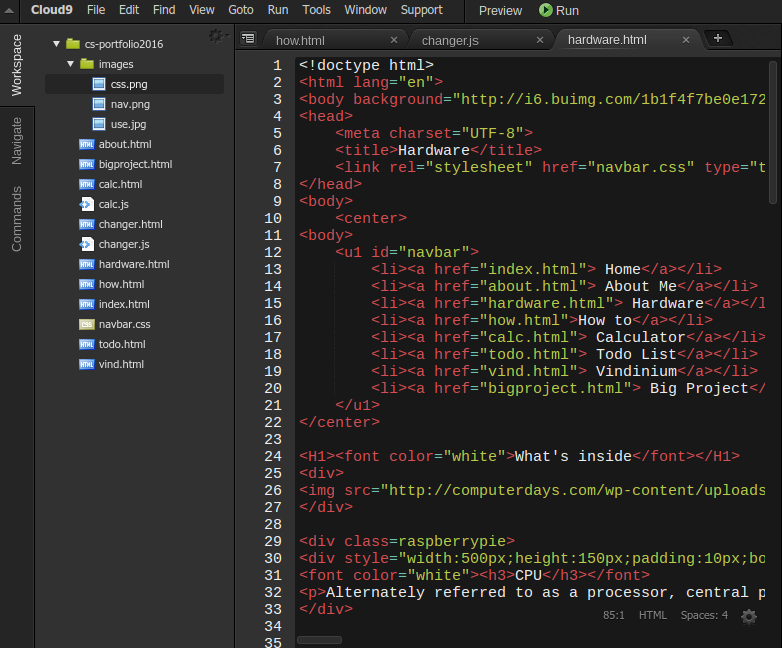 Cloud9 File Edit Find View Goto Run Tools Window Support Preview Run
Workspace
Navigate
Commands
cs-portfolio2016
images
css.png
nav.png
use.jpg
about.html
bigproject.html
calc.html
calc.js
changer.html
changer.js
hardware.html
how.html
index.html
navbar.css
todo.html
vind.html
how.html × changer.js × hardware.html × +
1 <!doctype html>
2 <html lang="en">
3 <body background="http://i6.buimg.com/1b1f4f7be0e172
4 <head>
5 <meta charset="UTF-8">
6 <title>Hardware</title>
7 <link rel="stylesheet" href="navbar.css" type="t
8 </head>
9 <body>
10 <center>
11 <body>
12 <u1 id="navbar">
13 <li><a href="index.html"> Home</a></li>
14 <li><a href="about.html"> About Me</a></li>
15 <li><a href="hardware.html"> Hardware</a></l
16 <li><a href="how.html">How to</a></li>
17 <li><a href="calc.html"> Calculator</a></li>
18 <li><a href="todo.html"> Todo List</a></li>
19 <li><a href="vind.html"> Vindinium</a></li>
20 <li><a href="bigproject.html"> Big Project</
21 </u1>
22 </center>
23
24 <H1><font color="white">What's inside</font></H1>
25 <div>
26 <img src="http://computerdays.com/wp-content/uploads
27 </div>
28
29 <div class=raspberrypie>
30 <div style="width:500px;height:150px;padding:10px;bo
31 <font color="white"><h3>CPU</h3></font>
32 <p>Alternately referred to as a processor, central p
33 </div>
34
35
85:1 HTML Spaces: 4